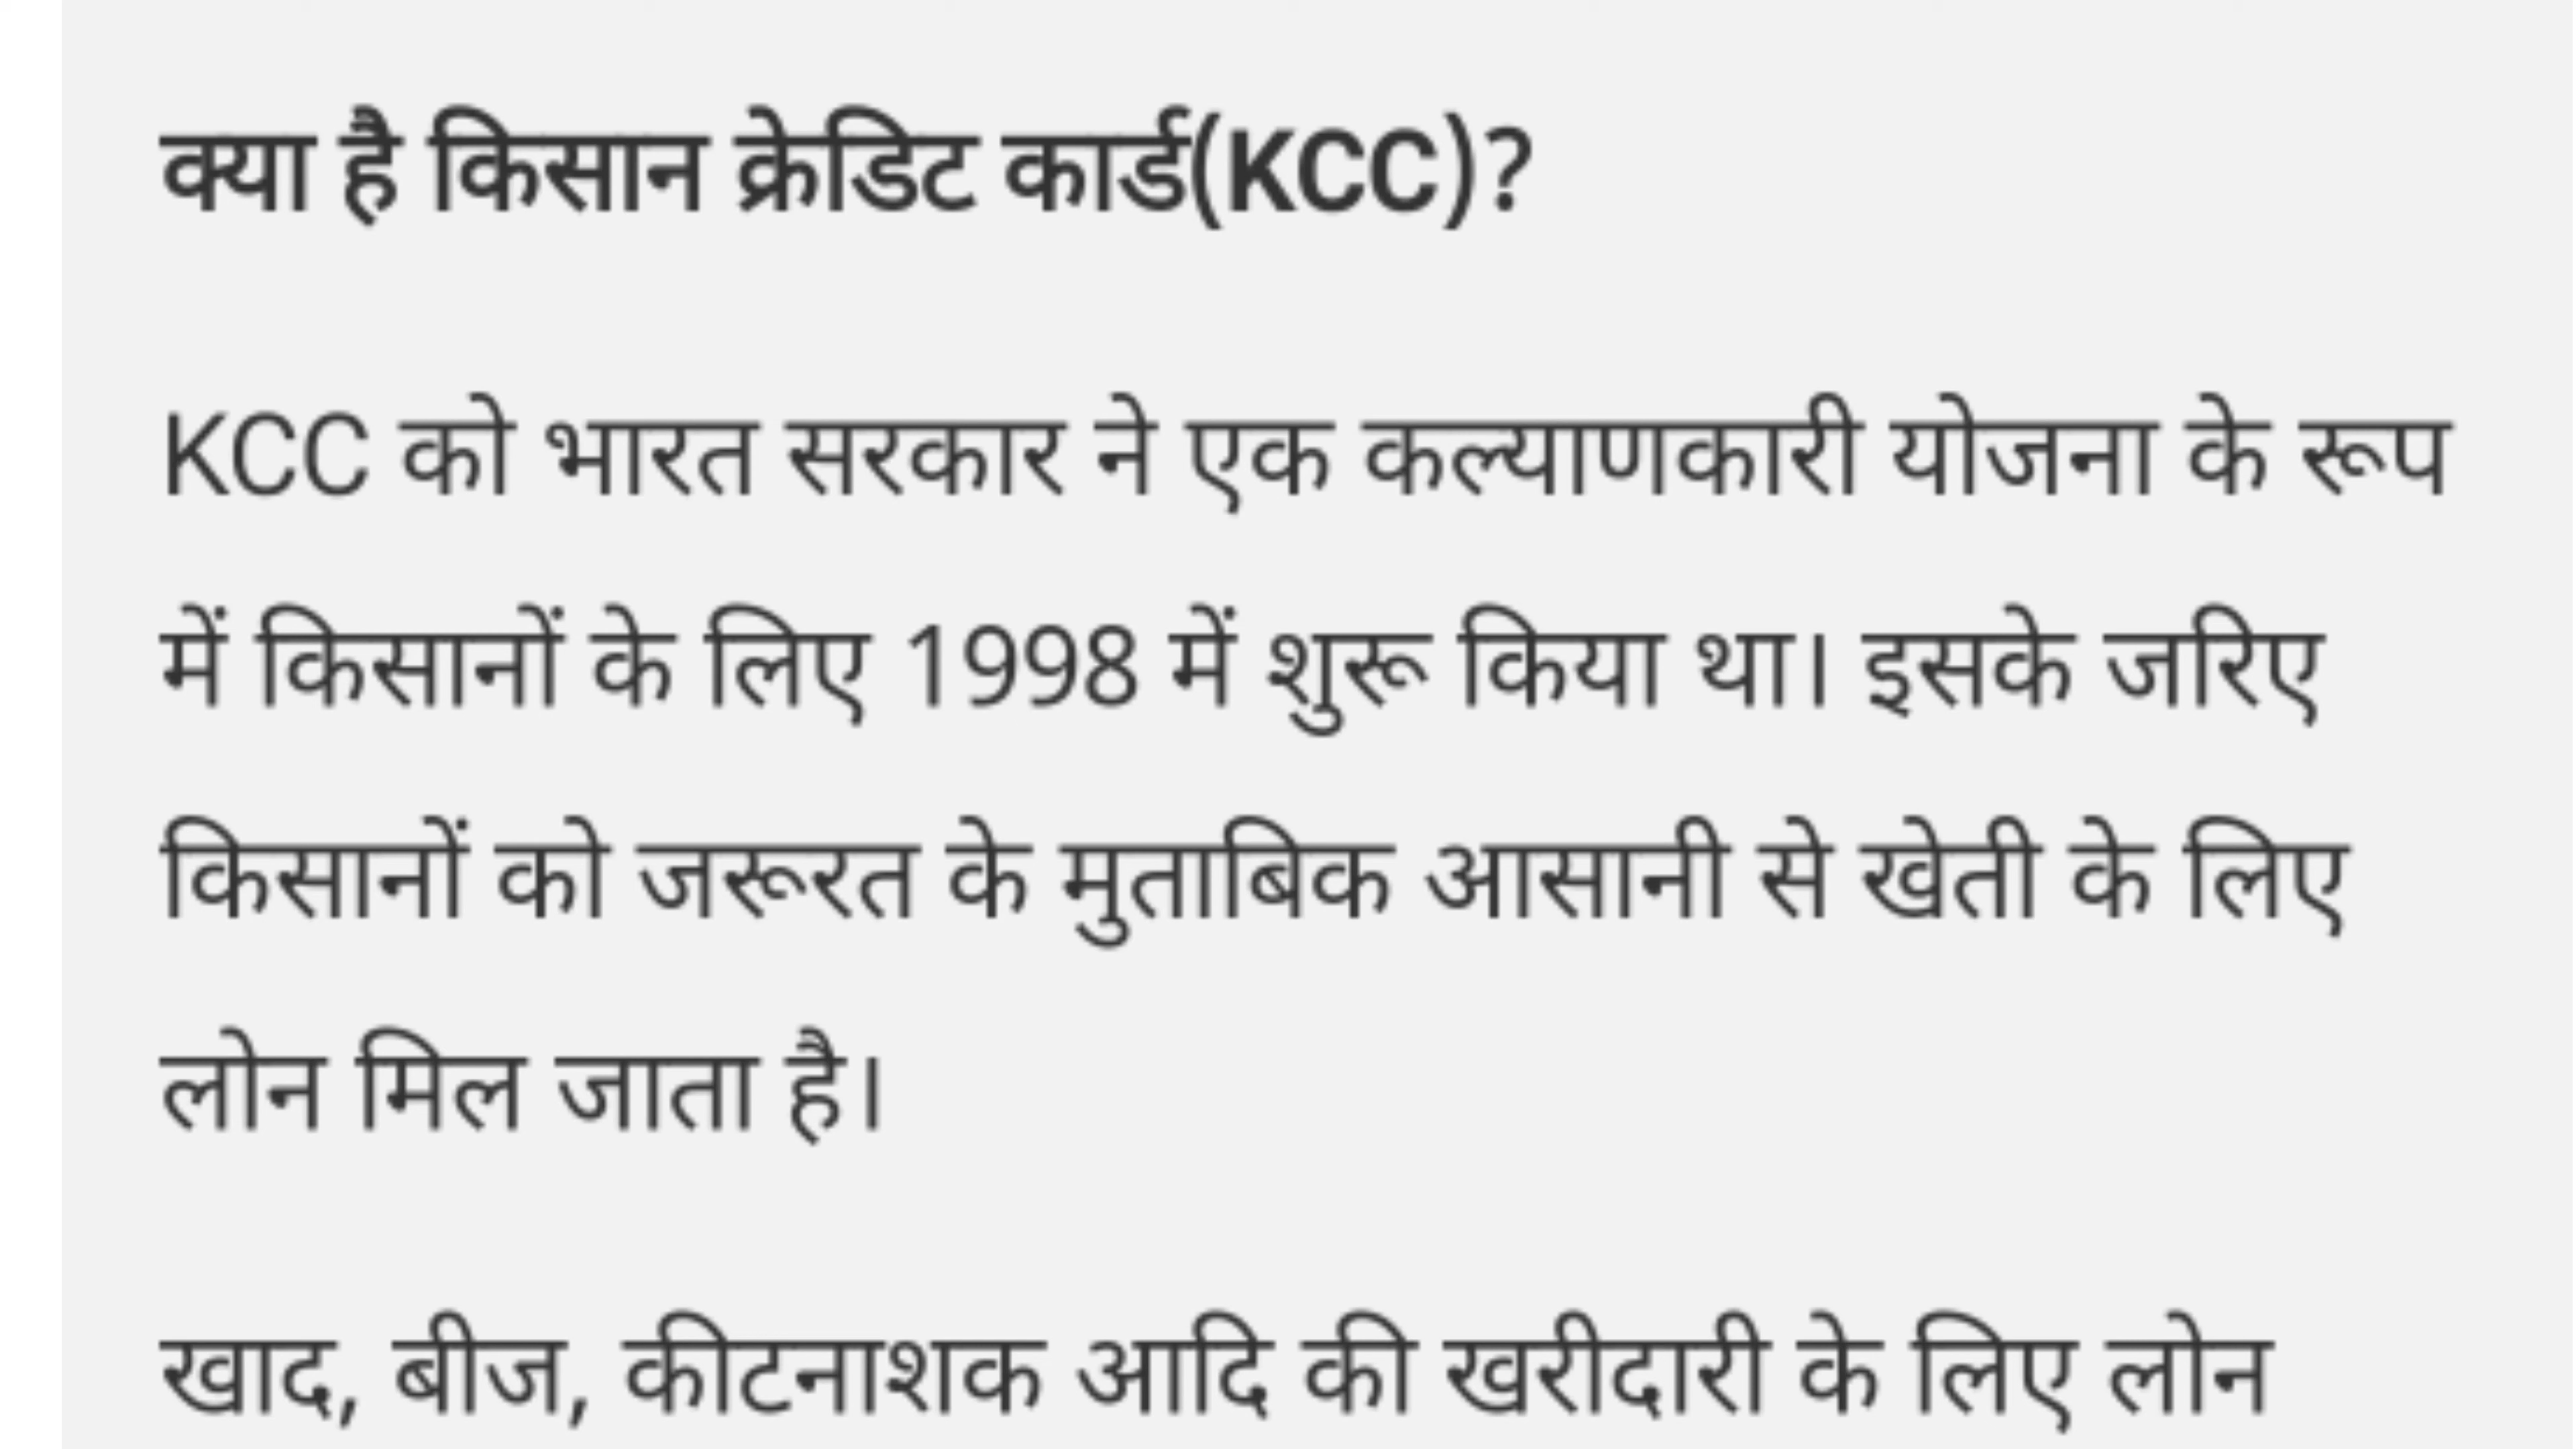 क्या है किसान क्रेडिट कार्ड(KCC)?
KCC को भारत सरकार ने एक कल्याणकारी योजना के रूप
में किसानों के लिए 1998 में शुरू किया था। इसके जरिए
किसानों को जरूरत के मुताबिक आसानी से खेती के लिए
लोन मिल जाता है।
खाद, बीज, कीटनाशक आदि की खरीदारी के लिए लोन